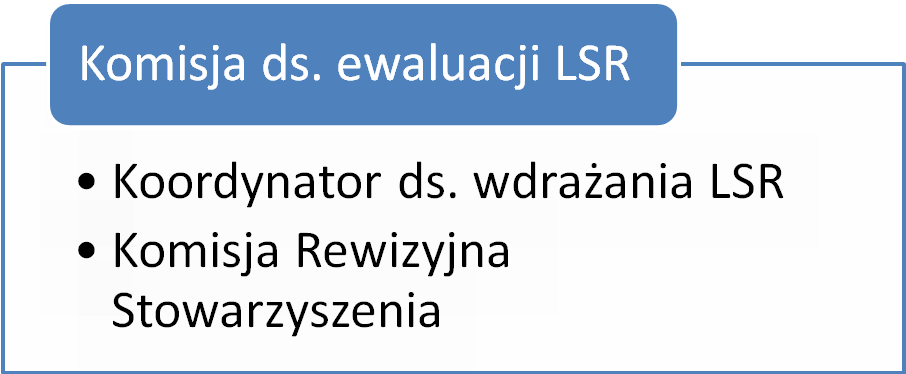 Komisja ds. ewaluacji LSR
• Koordynator ds. wdrażania LSR
• Komisja Rewizyjna
Stowarzyszenia